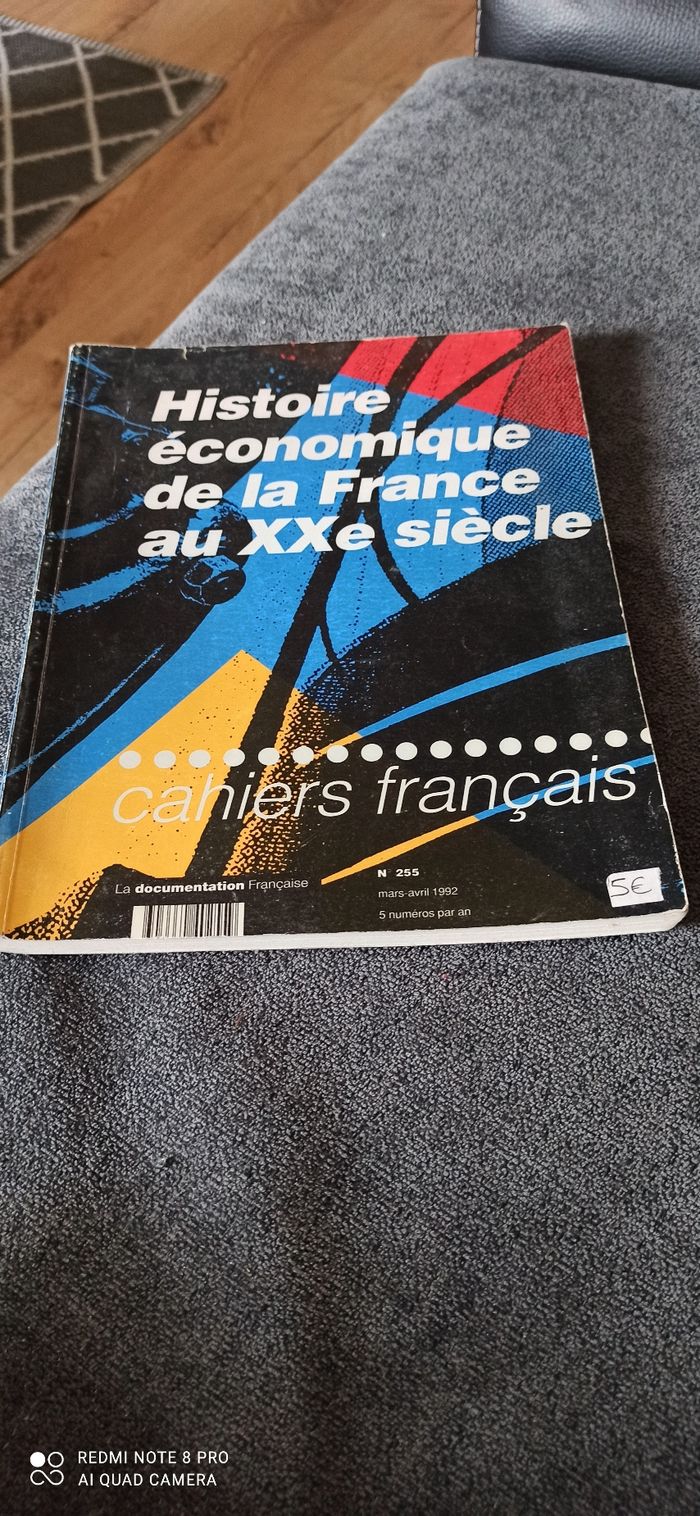 Histoire
économique
de la France
au XXe siècle
cahiers français
La documentation Française
N° 255
mars-avril 1992
5 numéros par an
5€
REDMI NOTE 8 PRO
AI QUAD CAMERA